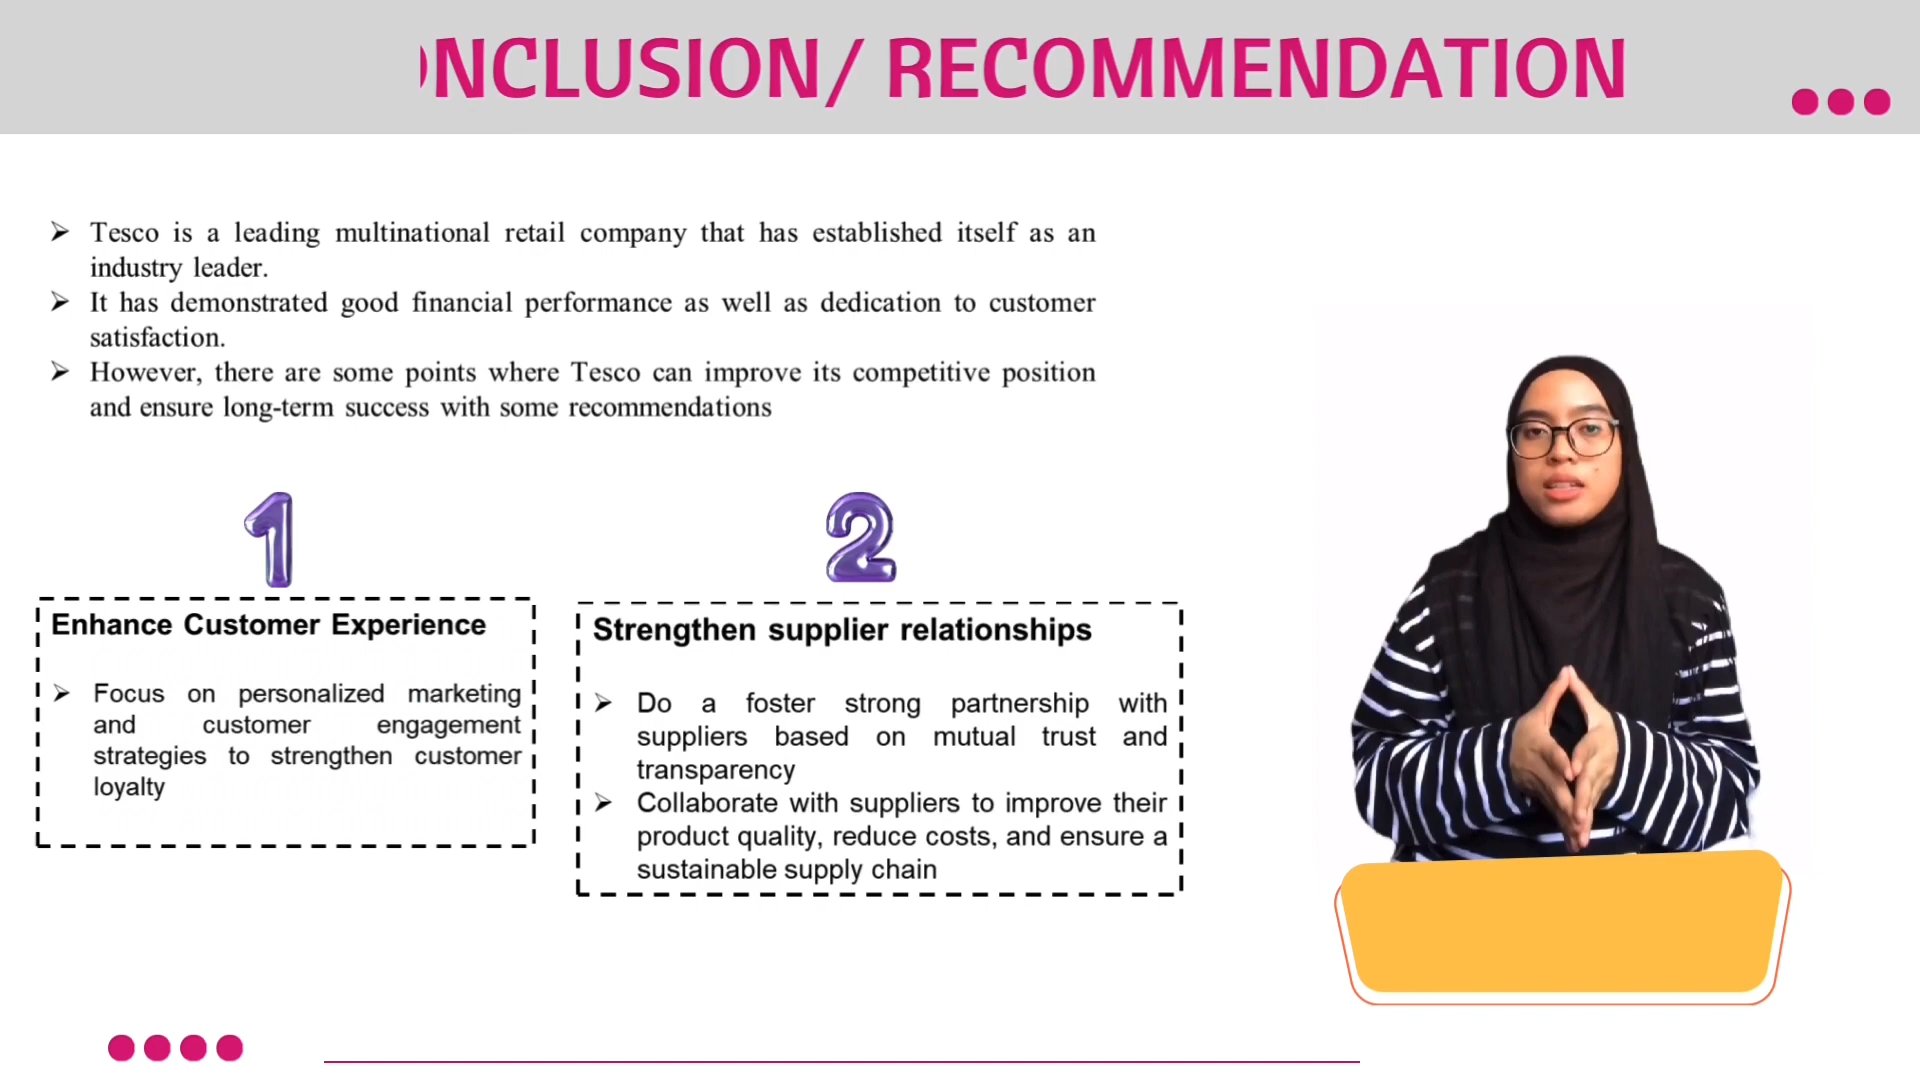 ONCLUSION/ RECOMMENDATION
➢ Tesco is a leading multinational retail company that has established itself as an
industry leader.
➢ It has demonstrated good financial performance as well as dedication to customer
satisfaction.
➢ However, there are some points where Tesco can improve its competitive position
and ensure long-term success with some recommendations
1
Enhance Customer Experience
➢ Focus on personalized marketing
and customer engagement
strategies to strengthen customer
loyalty
2
Strengthen supplier relationships
➢ Do a foster strong partnership with
suppliers based on mutual trust and
transparency
➢ Collaborate with suppliers to improve their
product quality, reduce costs, and ensure a
sustainable supply chain